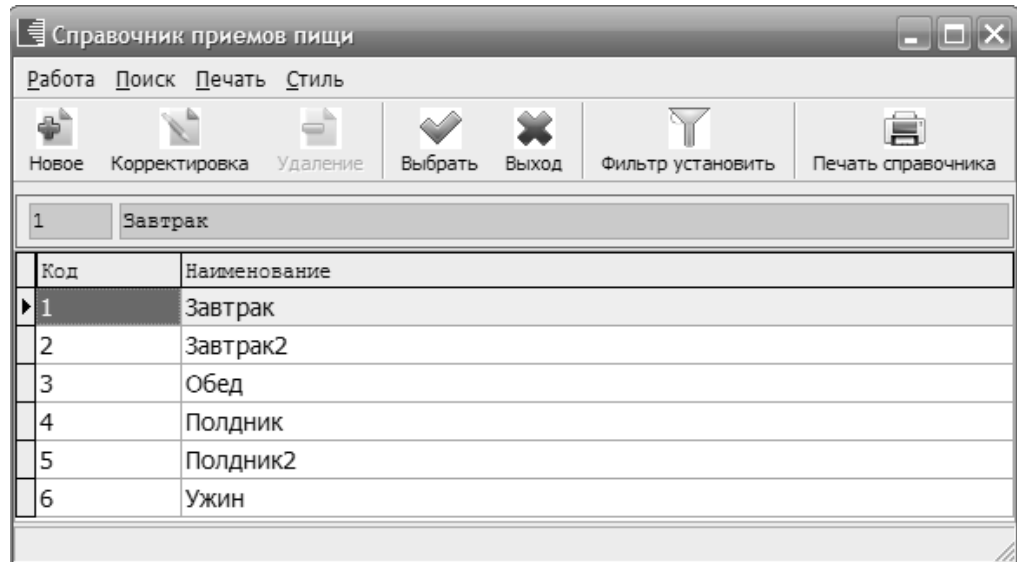 Справочник приемов пищи
Работа Поиск Печать Стиль
Новое Корректировка Удаление Выбрать Выход Фильтр установить Печать справочника
1 Завтрак
Код Наименование
1 Завтрак
2 Завтрак2
3 Обед
4 Полдник
5 Полдник2
6 Ужин